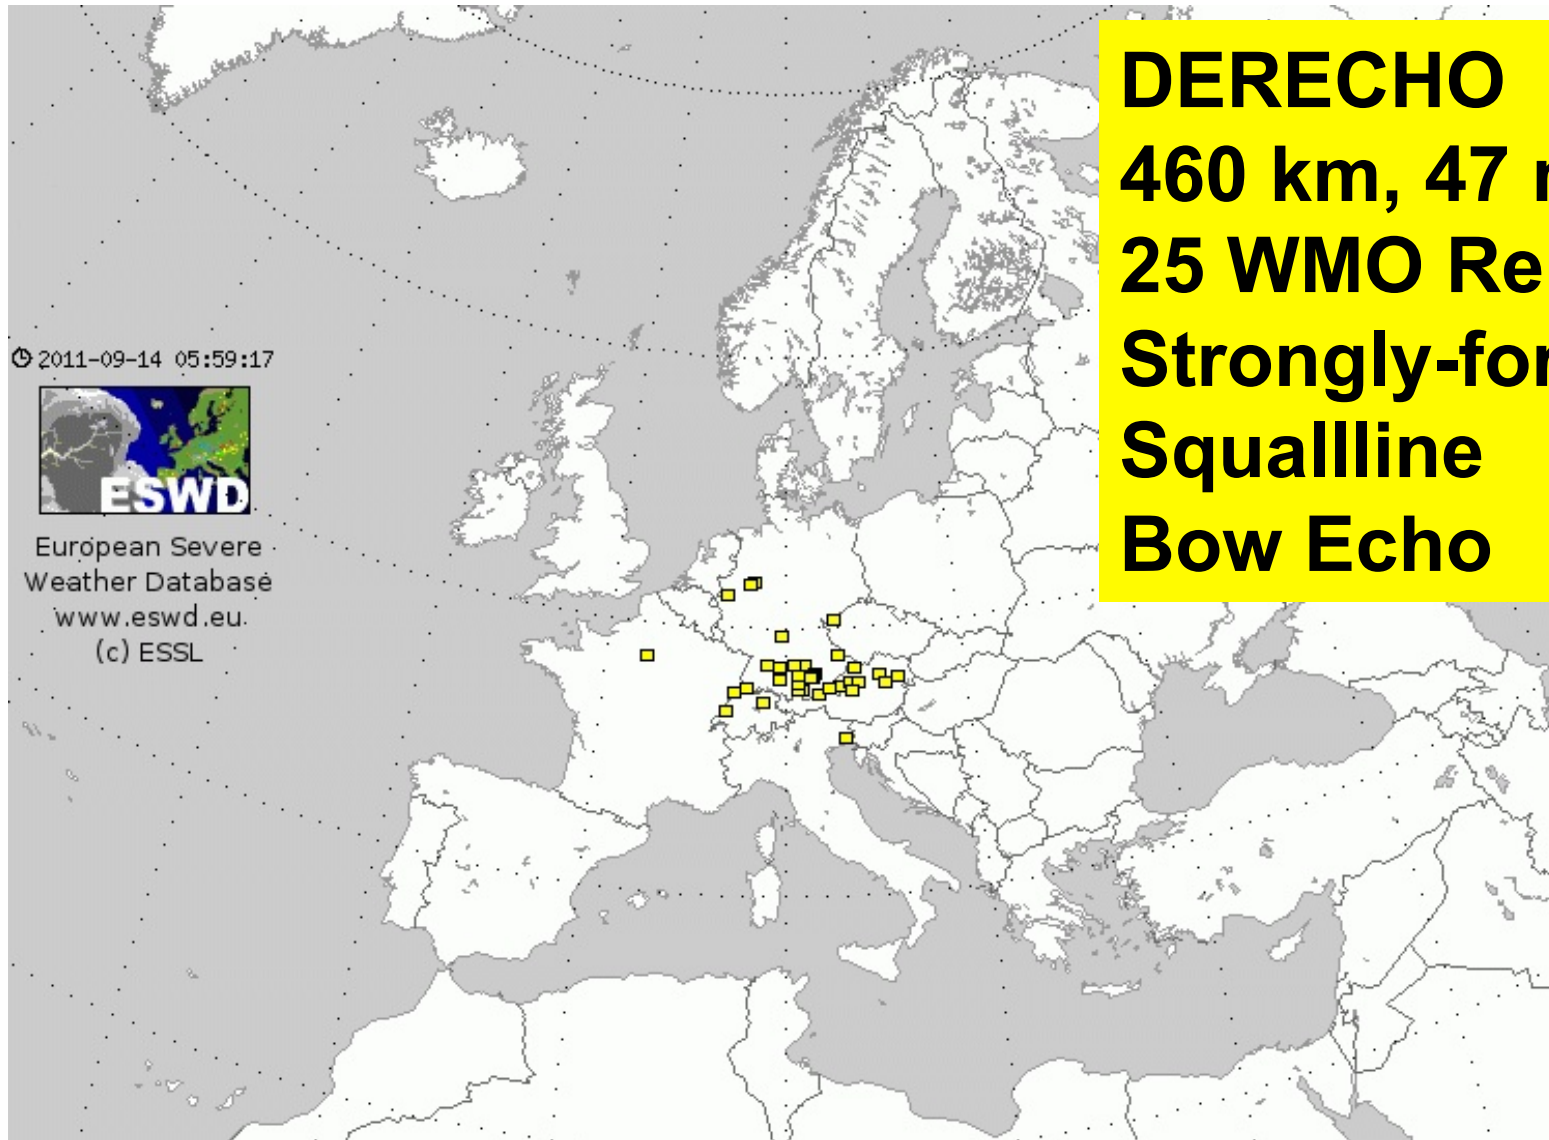 DERECHO
460 km, 47
25 WMO Re
Strongly-for
Squallline
Bow Echo
2011-09-14 05:59:17
ESWD
European Severe
Weather Database
www.eswd.eu
(c) ESSL